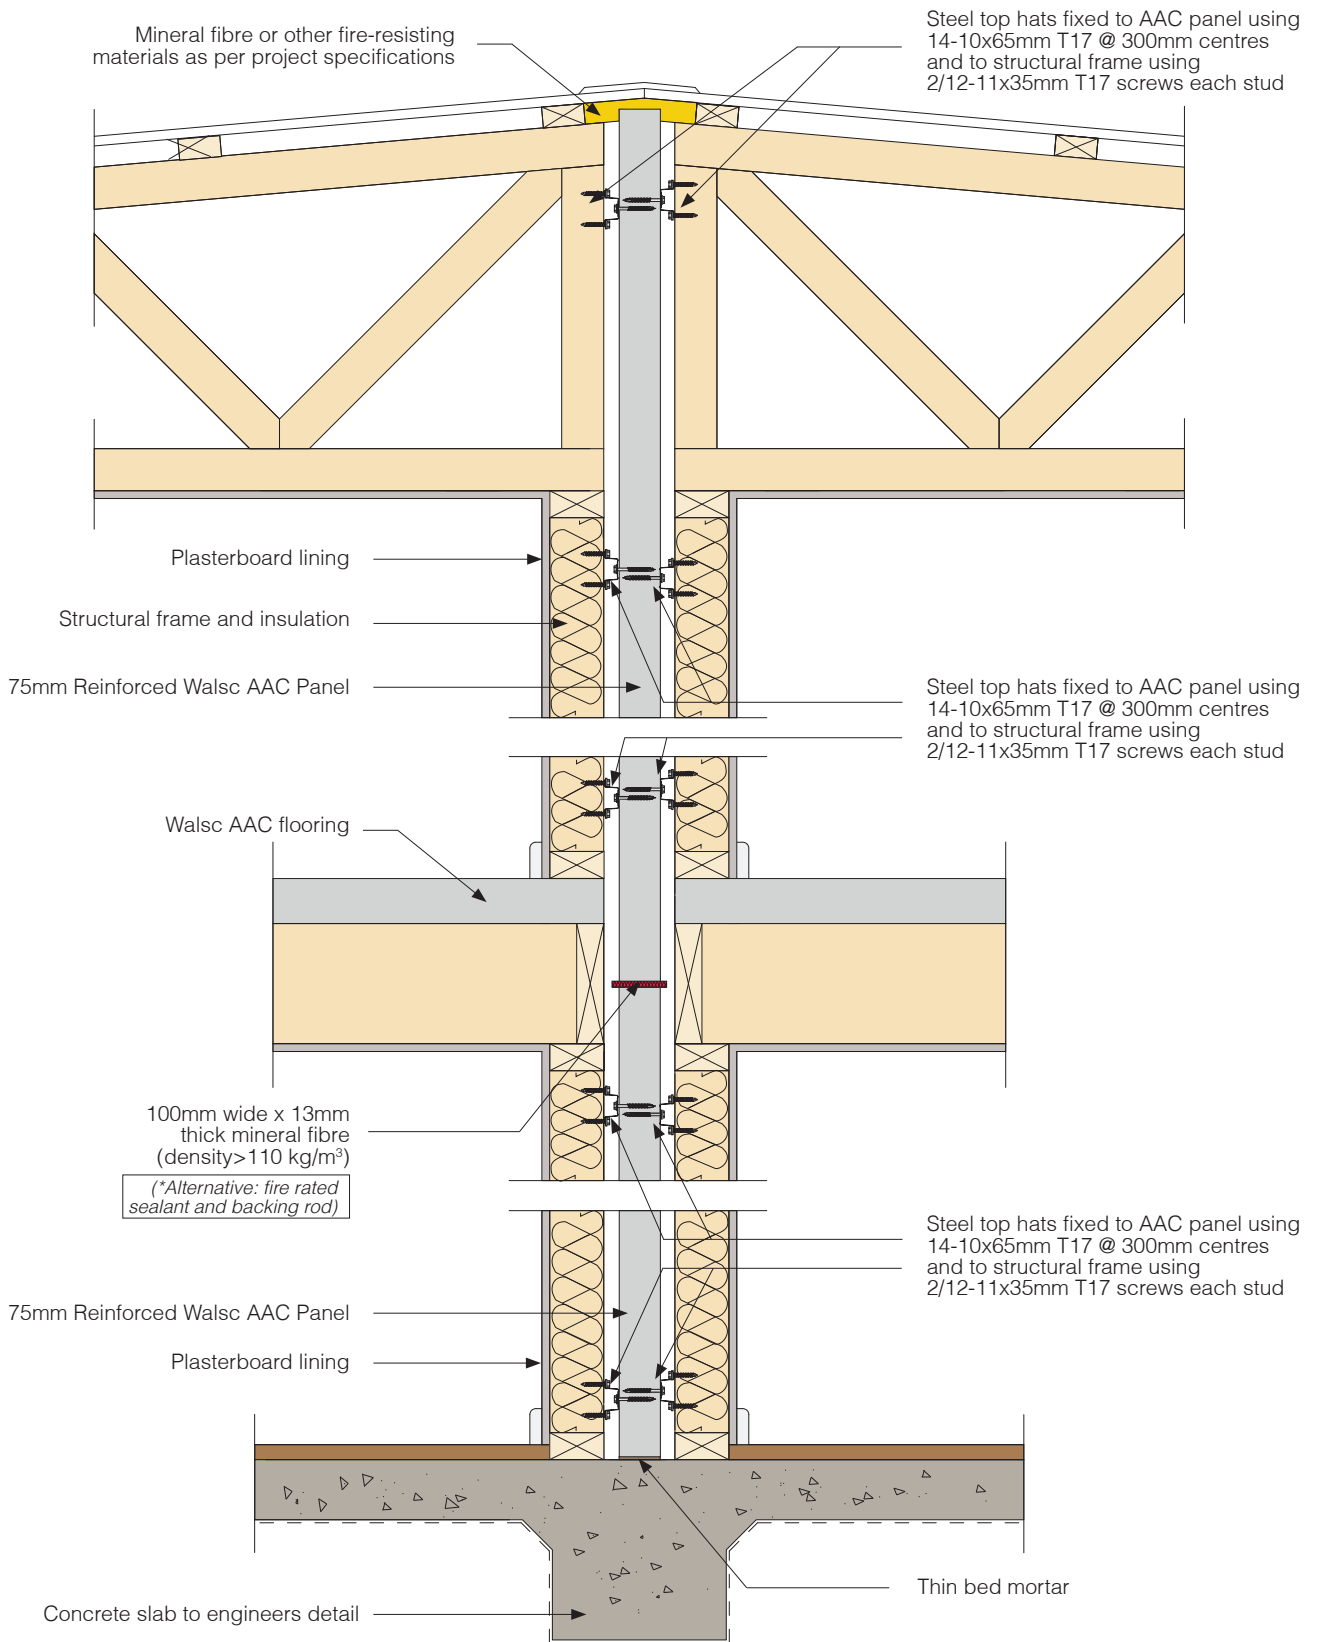 Mineral fibre or other fire-resisting
materials as per project specifications
Steel top hats fixed to AAC panel using
14-10x65mm T17 @ 300mm centres
and to structural frame using
2/12-11x35mm T17 screws each stud
Plasterboard lining
Structural frame and insulation
75mm Reinforced Walsc AAC Panel
Steel top hats fixed to AAC panel using
14-10x65mm T17 @ 300mm centres
and to structural frame using
2/12-11x35mm T17 screws each stud
Walsc AAC flooring
100mm wide x 13mm
thick mineral fibre
(density>110 kg/m³)
(*Alternative: fire rated
sealant and backing rod)
Steel top hats fixed to AAC panel using
14-10x65mm T17 @ 300mm centres
and to structural frame using
2/12-11x35mm T17 screws each stud
75mm Reinforced Walsc AAC Panel
Plasterboard lining
Thin bed mortar
Concrete slab to engineers detail